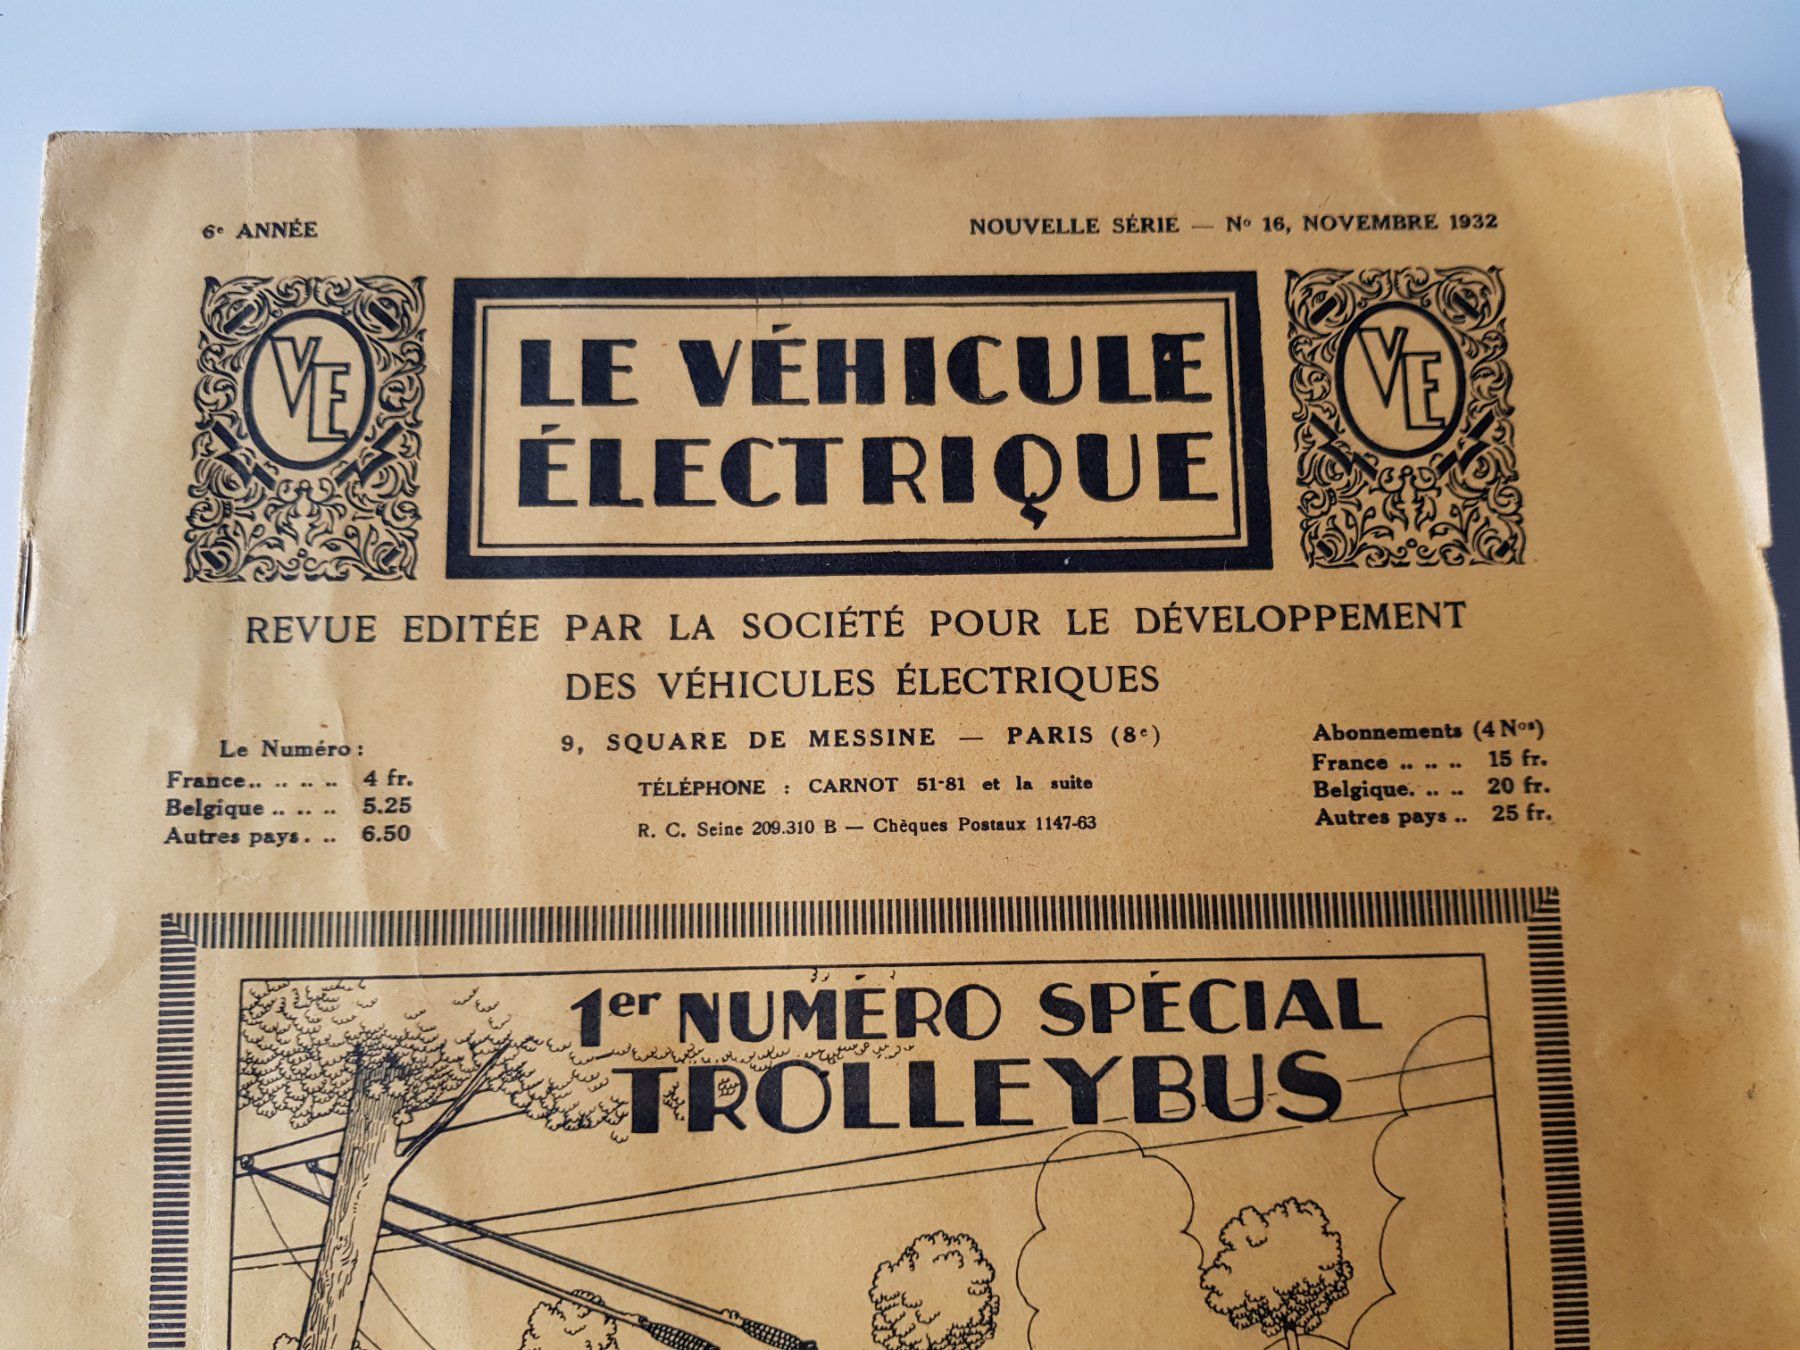 6e ANNÉE
NOUVELLE SÉRIE — No 16, NOVEMBRE 1932
VE
LE VÉHICULE
ÉLECTRIQUE
VE
REVUE EDITÉE PAR LA SOCIÉTÉ POUR LE DÉVELOPPEMENT
DES VÉHICULES ÉLECTRIQUES
9, SQUARE DE MESSINE — PARIS (8e)
TÉLÉPHONE : CARNOT 51-81 et la suite
R. C. Seine 209.310 B — Chèques Postaux 1147-63
Le Numéro :
France.. .. .. .. 4 fr.
Belgique .. .. .. 5.25
Autres pays. .. 6.50
Abonnements (4 Nos)
France .. .. .. 15 fr.
Belgique. .. .. 20 fr.
Autres pays .. 25 fr.
1er NUMÉRO SPÉCIAL
TROLLEYBUS